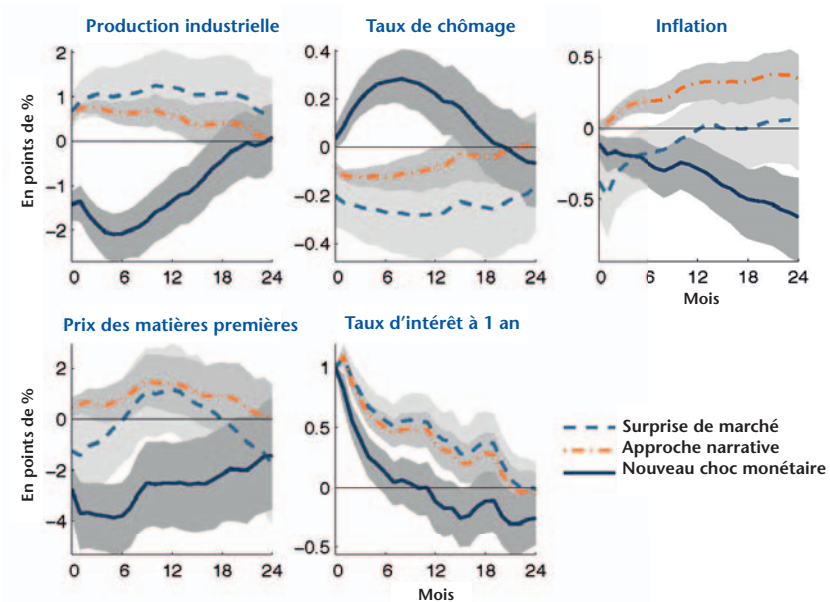 Production industrielle
Taux de chômage
Inflation
En points de %
2
1
0
-1
-2
0 6 12 18 24
0.4
0.2
0
-0.2
-0.4
0 6 12 18 24
0.5
0
-0.5
0 6 12 18 24
Mois
Prix des matières premières
Taux d'intérêt à 1 an
En points de %
2
0
-2
-4
0 6 12 18 24
1
0.5
0
-0.5
0 6 12 18 24
Mois
Surprise de marché
Approche narrative
Nouveau choc monétaire